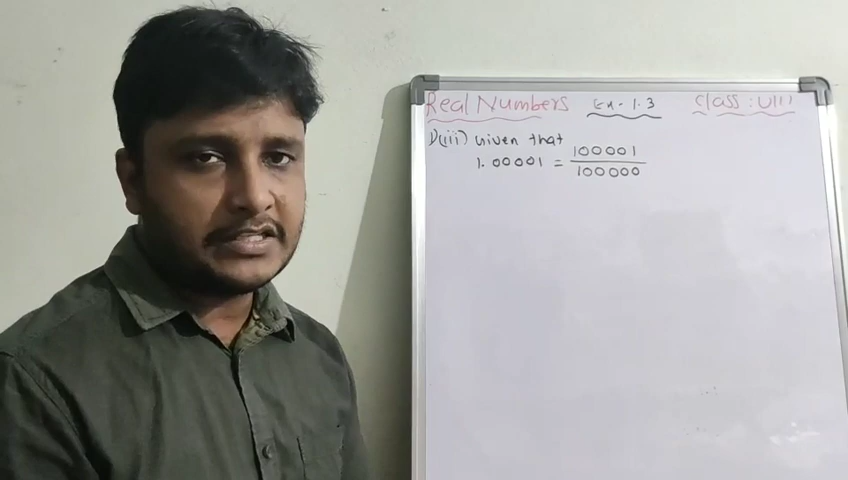 Real Numbers Ex - 1.3 Class : VIII
1) (iii) Given that
1.00001 = 100001
100000